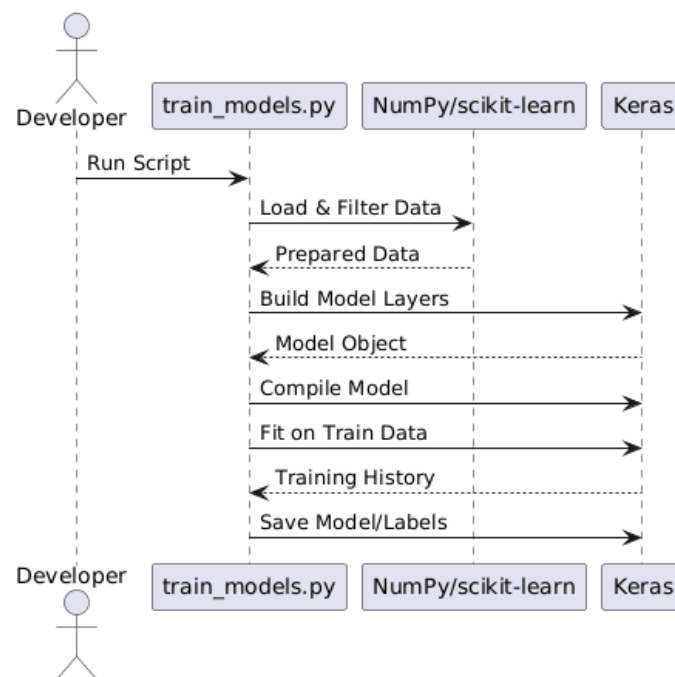 Developer
train_models.py
NumPy/scikit-learn
Keras
Run Script
Load & Filter Data
Prepared Data
Build Model Layers
Model Object
Compile Model
Fit on Train Data
Training History
Save Model/Labels
Developer
train_models.py
NumPy/scikit-learn
Keras